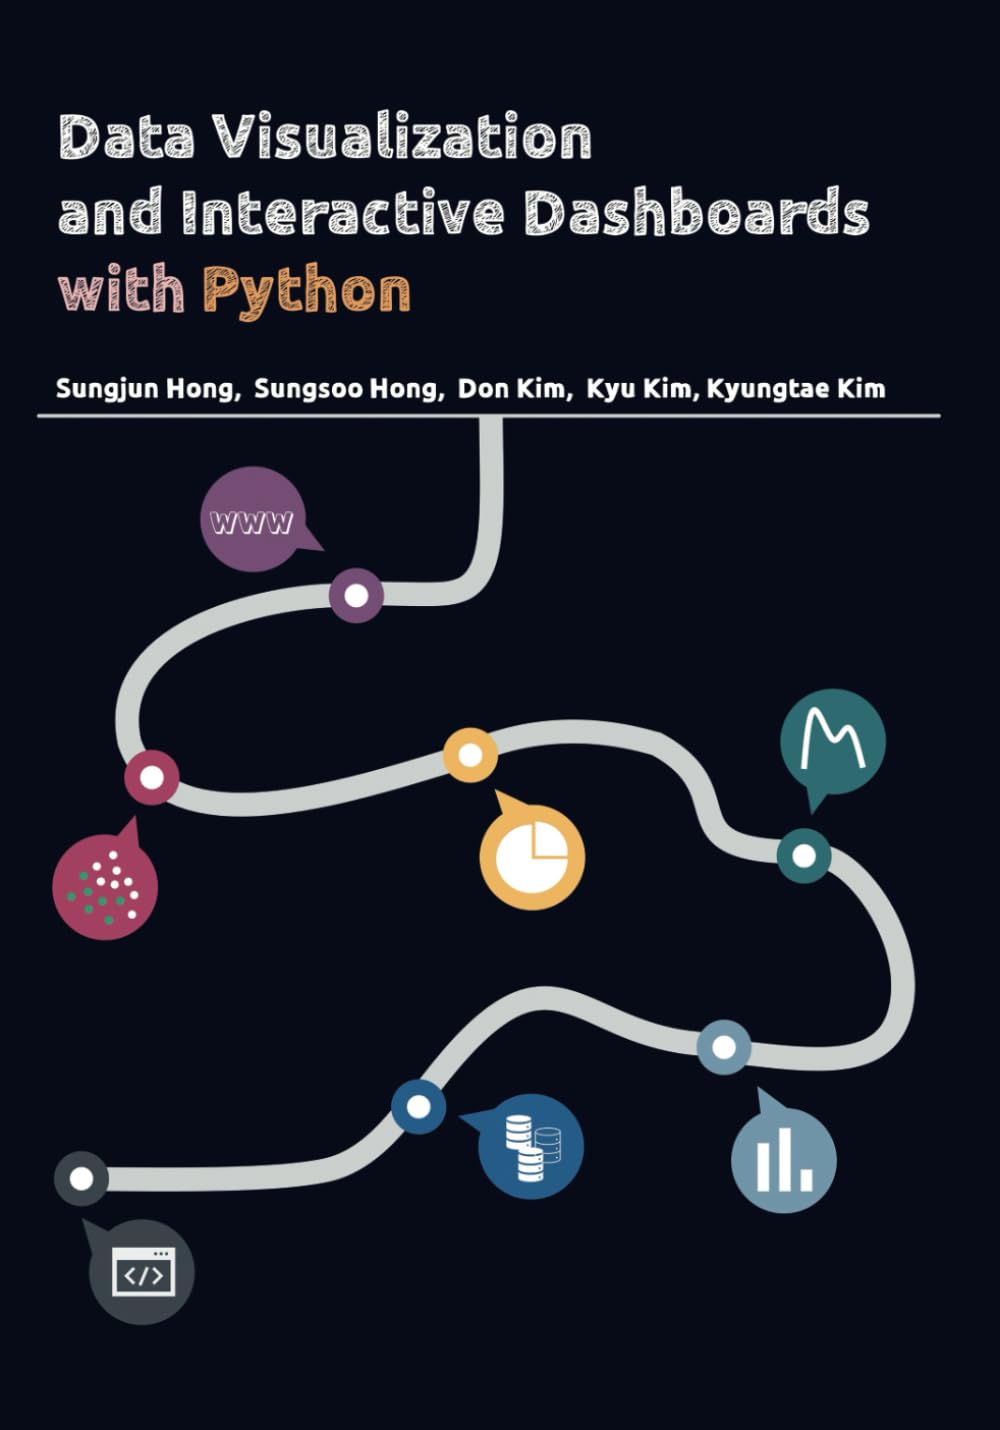 Data Visualization
and Interactive Dashboards
with Python
Sungjun Hong, Sungsoo Hong, Don Kim, Kyu Kim, Kyungtae Kim
www
</>